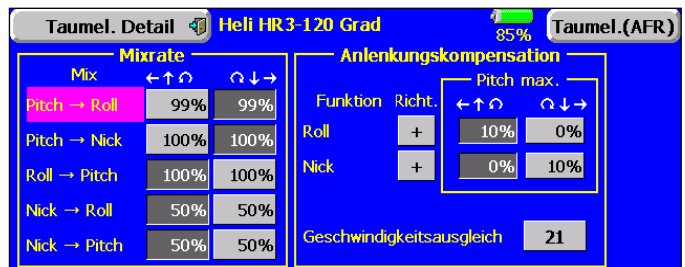 Taumel. Detail Heli HR3-120 Grad 85% Taumel.(AFR)
Mixrate
Mix ←↑∩ ∩↓→
Pitch → Roll 99% 99%
Pitch → Nick 100% 100%
Roll → Pitch 100% 100%
Nick → Roll 50% 50%
Nick → Pitch 50% 50%
Anlenkungskompensation
Pitch max.
Funktion Richt. ←↑∩ ∩↓→
Roll + 10% 0%
Nick + 0% 10%
Geschwindigkeitsausgleich 21